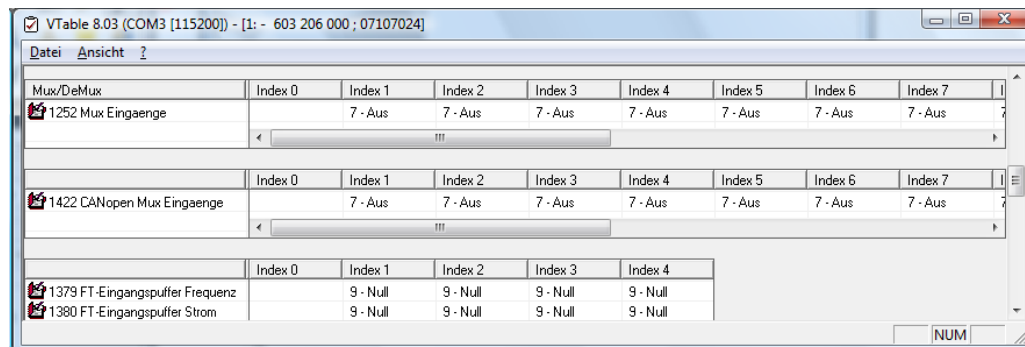 VTable 8.03 (COM3 [115200]) - [1: - 603 206 000 ; 07107024]
Datei Ansicht ?
Mux/DeMux Index 0 Index 1 Index 2 Index 3 Index 4 Index 5 Index 6 Index 7
1252 Mux Eingaenge 7 - Aus 7 - Aus 7 - Aus 7 - Aus 7 - Aus 7 - Aus 7 - Aus
Index 0 Index 1 Index 2 Index 3 Index 4 Index 5 Index 6 Index 7
1422 CANopen Mux Eingaenge 7 - Aus 7 - Aus 7 - Aus 7 - Aus 7 - Aus 7 - Aus 7 - Aus
Index 0 Index 1 Index 2 Index 3 Index 4
1379 FT-Eingangspuffer Frequenz 9 - Null 9 - Null 9 - Null 9 - Null
1380 FT-Eingangspuffer Strom 9 - Null 9 - Null 9 - Null 9 - Null
NUM